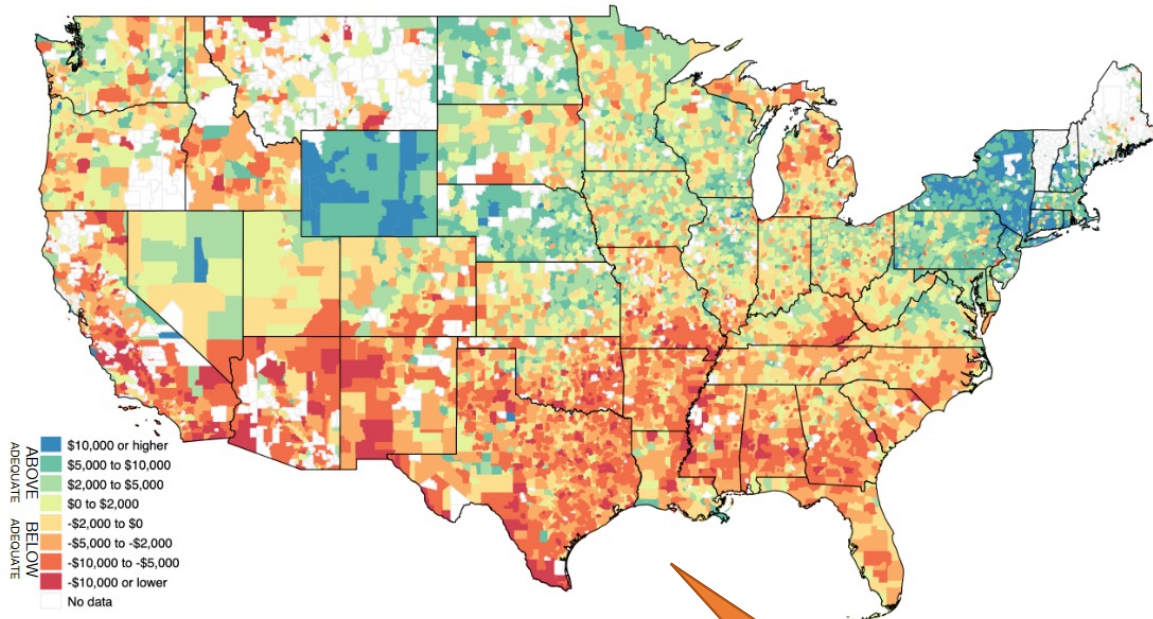 ABOVE
ADEQUATE
BELOW
ADEQUATE
$10,000 or higher
$5,000 to $10,000
$2,000 to $5,000
$0 to $2,000
-$2,000 to $0
-$5,000 to -$2,000
-$10,000 to -$5,000
-$10,000 or lower
No data